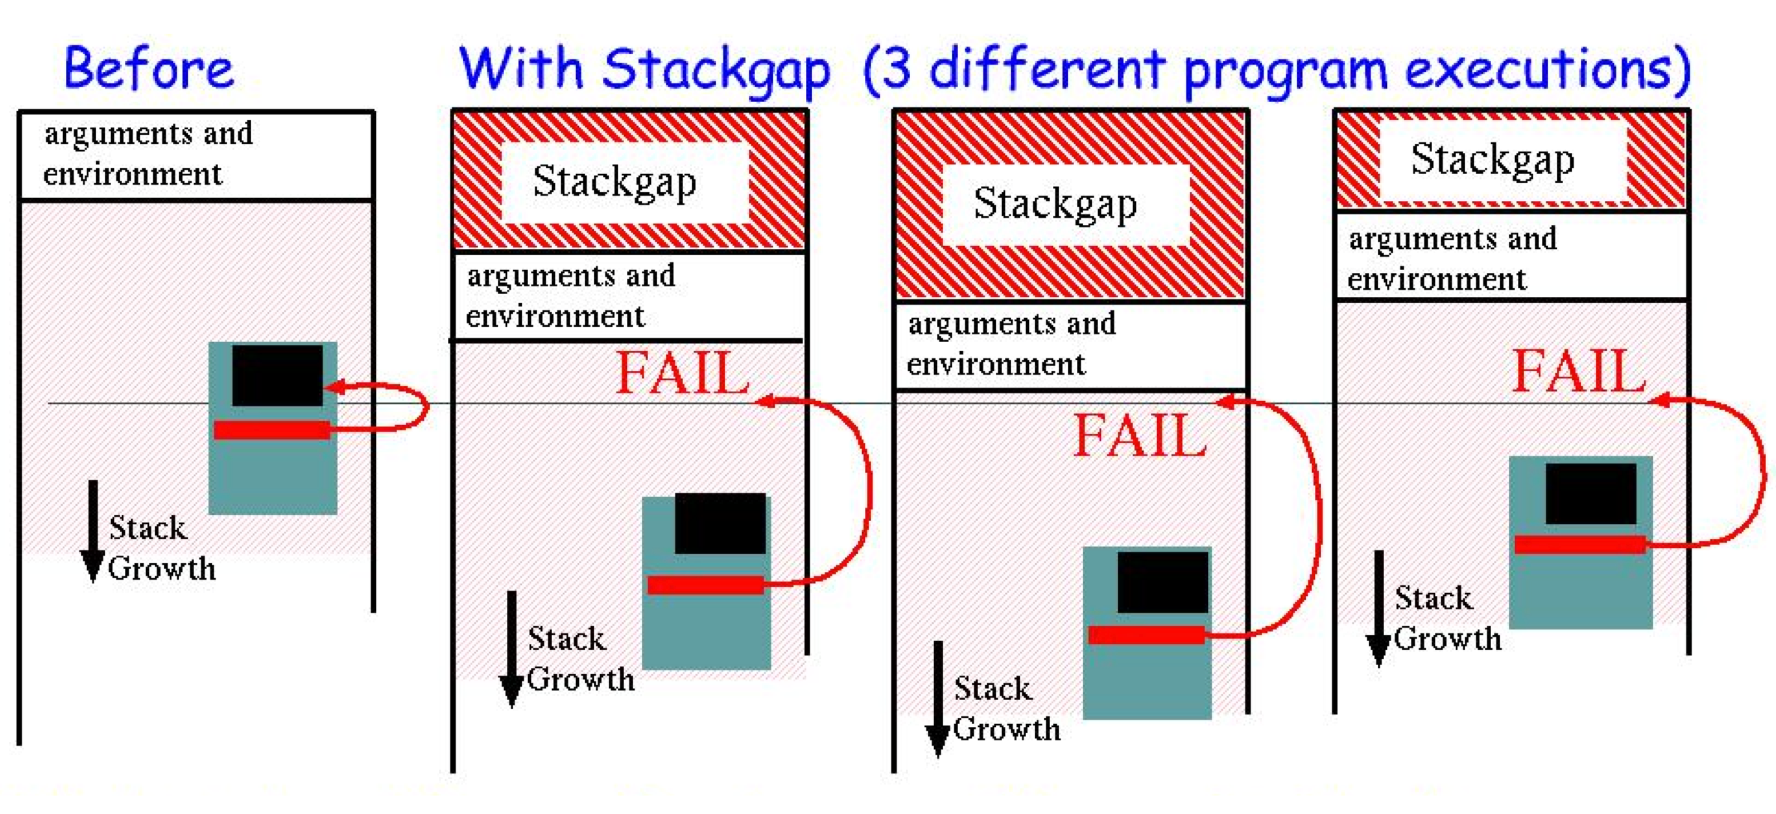 Before
With Stackgap (3 different program executions)
arguments and
environment
Stack
Growth
Stackgap
arguments and
environment
FAIL
Stack
Growth
Stackgap
arguments and
environment
FAIL
Stack
Growth
Stackgap
arguments and
environment
FAIL
Stack
Growth